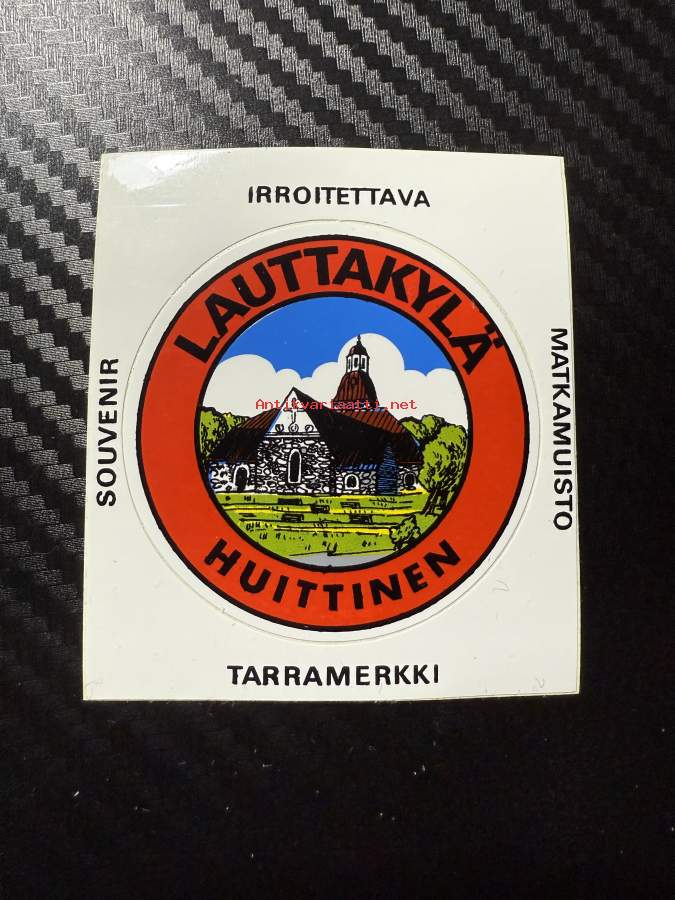 IRROITETTAVA
LAUTTAKYLÄ
SOUVENIR
Antikvariaatti.net
MATKAMUISTO
HUITTINEN
TARRAMERKKI